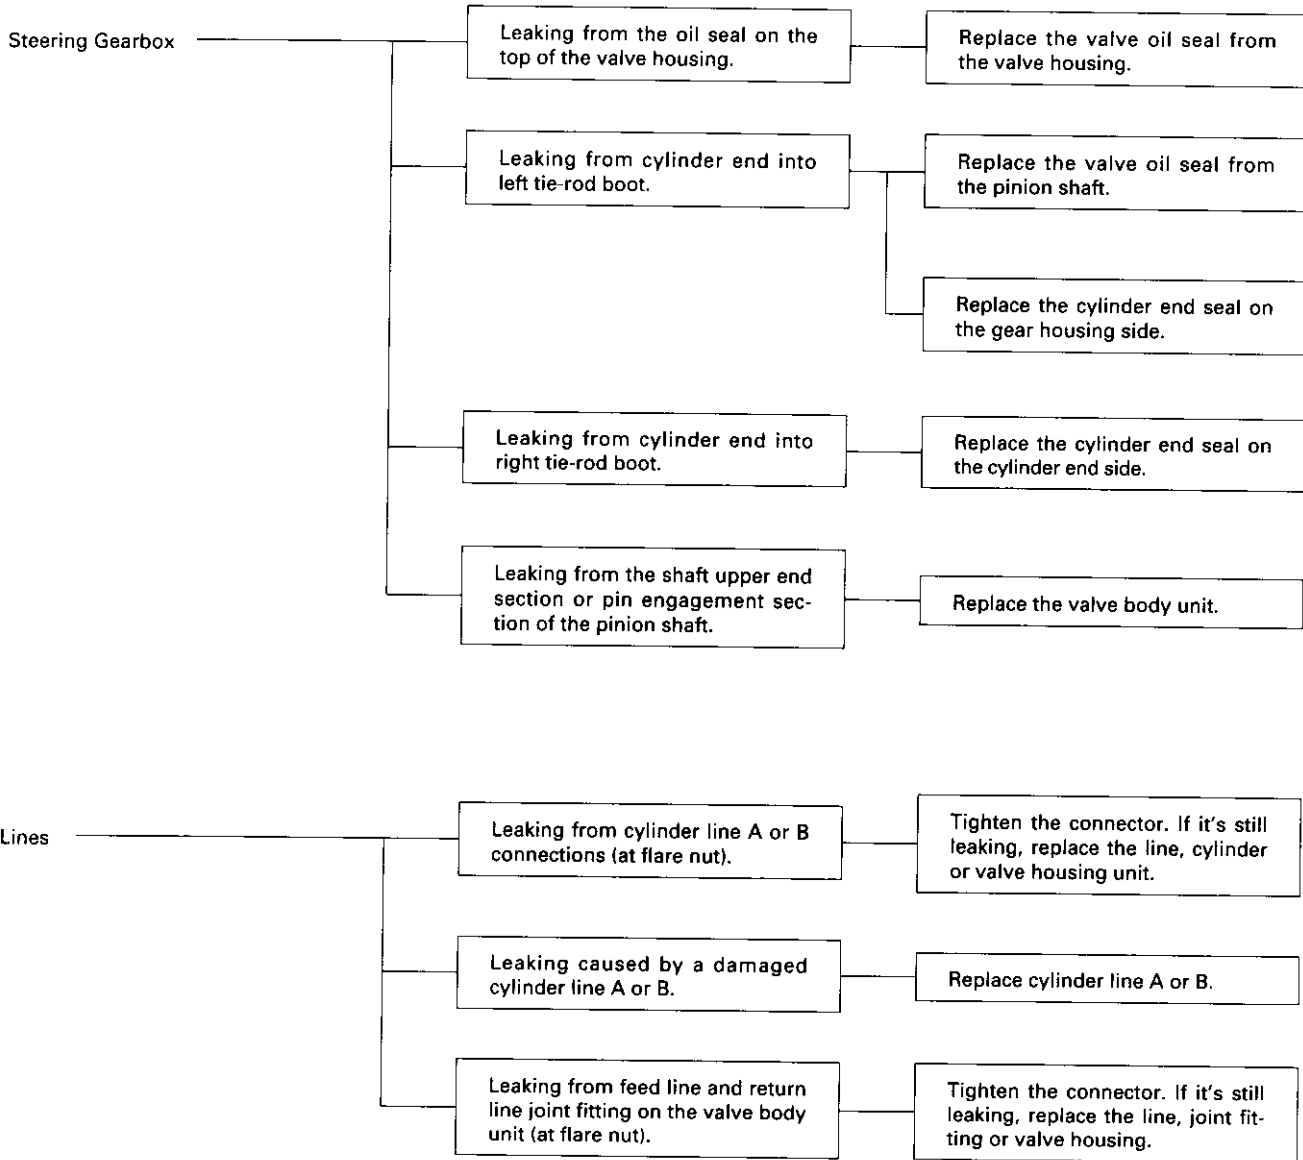 Steering Gearbox
Leaking from the oil seal on the
top of the valve housing.
Replace the valve oil seal from
the valve housing.
Leaking from cylinder end into
left tie-rod boot.
Replace the valve oil seal from
the pinion shaft.
Replace the cylinder end seal on
the gear housing side.
Leaking from cylinder end into
right tie-rod boot.
Replace the cylinder end seal on
the cylinder end side.
Leaking from the shaft upper end
section or pin engagement sec-
tion of the pinion shaft.
Replace the valve body unit.
Lines
Leaking from cylinder line A or B
connections (at flare nut).
Tighten the connector. If it's still
leaking, replace the line, cylinder
or valve housing unit.
Leaking caused by a damaged
cylinder line A or B.
Replace cylinder line A or B.
Leaking from feed line and return
line joint fitting on the valve body
unit (at flare nut).
Tighten the connector. If it's still
leaking, replace the line, joint fit-
ting or valve housing.